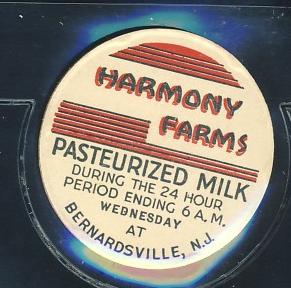 HARMONY
FARMS
PASTEURIZED MILK
DURING THE 24 HOUR
PERIOD ENDING 6 A.M.
WEDNESDAY
AT
BERNARDSVILLE, N.J.